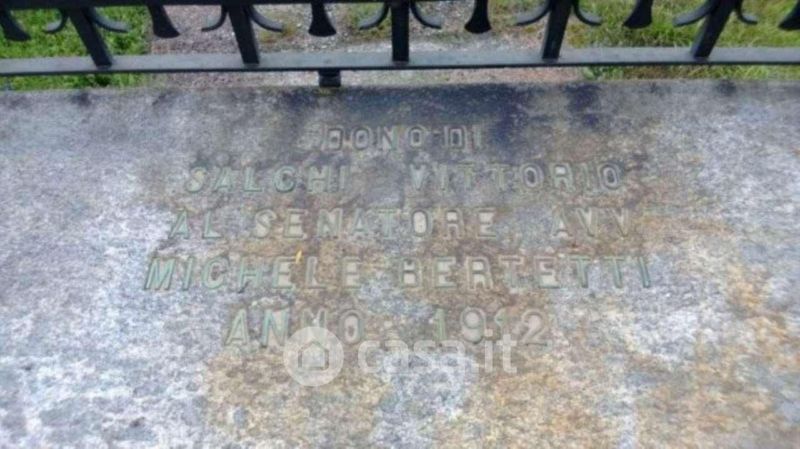 DONO DI
SALCHI VITTORIO
AL SENATORE AVV
MICHELE BERTETTI
ANNO 1912
casa.it